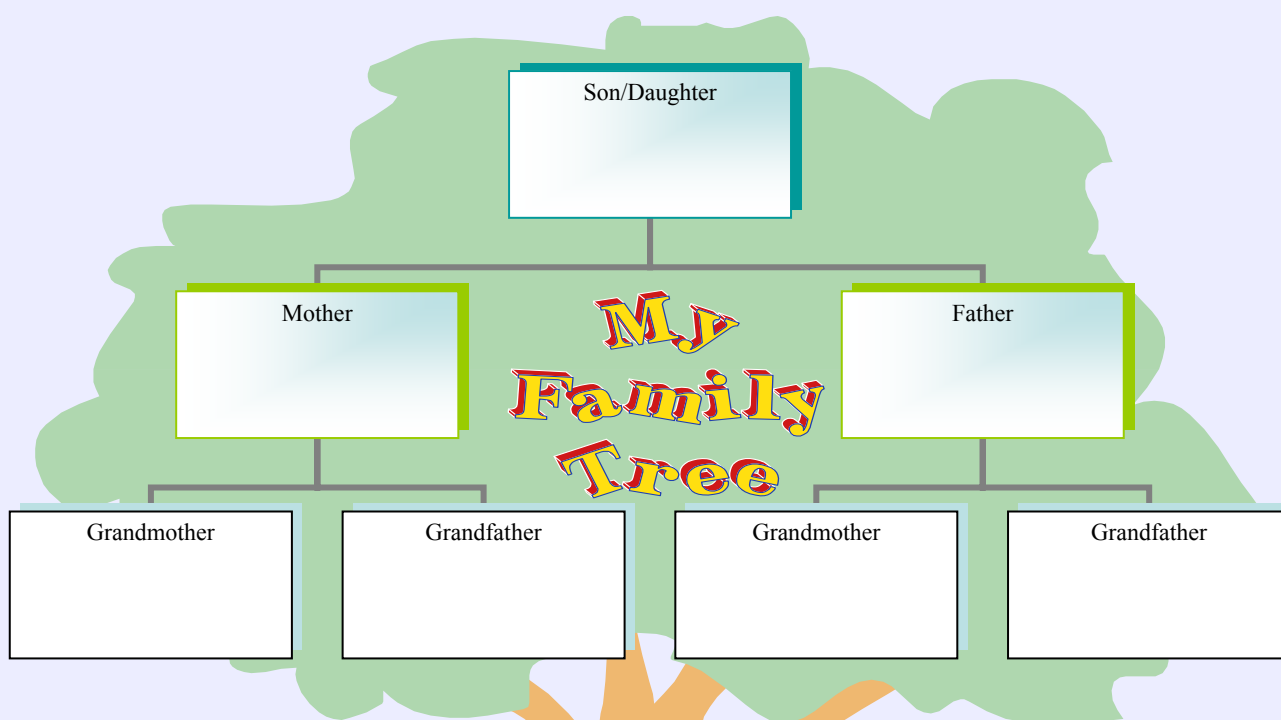 Son/Daughter
Mother
Father
My
Family
Tree
Grandmother
Grandfather
Grandmother
Grandfather